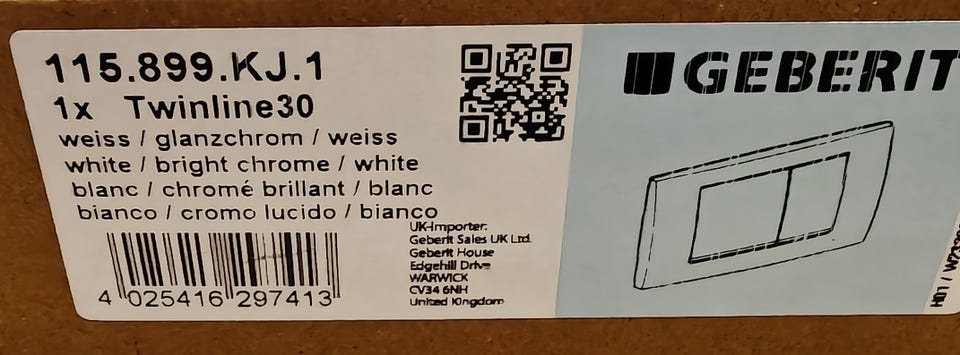 115.899.KJ.1
1x Twinline30
weiss / glanzchrom / weiss
white / bright chrome / white
blanc / chromé brillant / blanc
bianco / cromo lucido / bianco
4 025416 297413
UK-Importer:
Geberit Sales UK Ltd.
Geberit House
Edgehill Drive
WARWICK
CV34 6NH
United Kingdom
GEBERIT